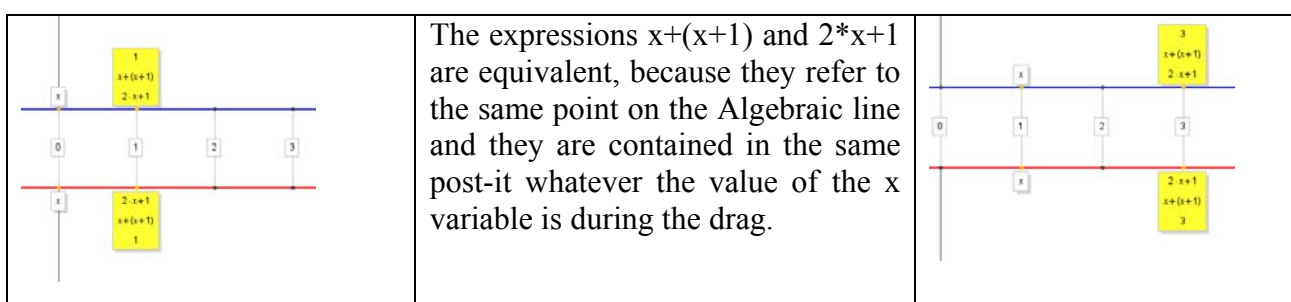 1
x+(x+1)
2·x+1
x
0 1 2 3
x
2·x+1
x+(x+1)
1
The expressions x+(x+1) and 2*x+1
are equivalent, because they refer to
the same point on the Algebraic line
and they are contained in the same
post-it whatever the value of the x
variable is during the drag.
3
x+(x+1)
2·x+1
x
0 1 2 3
x
2·x+1
x+(x+1)
3